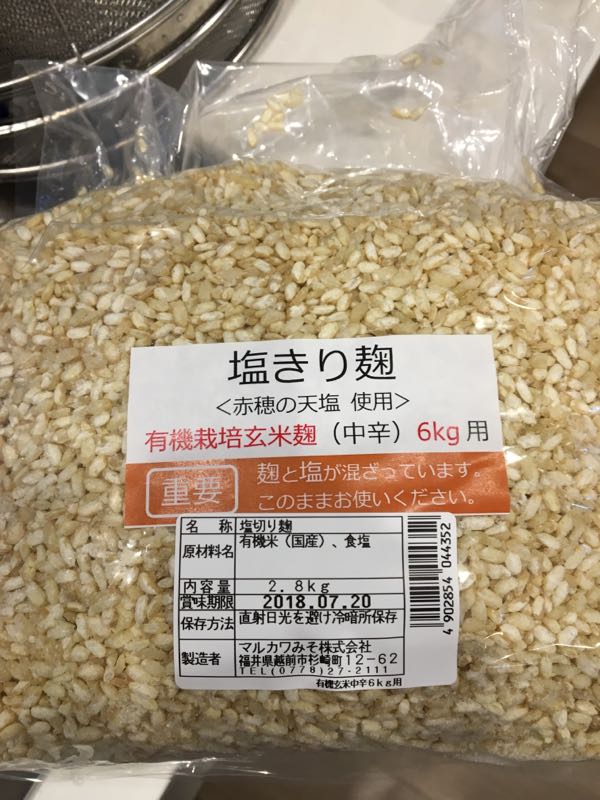 塩きり麹
<赤穂の天塩 使用>
有機栽培玄米麹（中辛）6kg用
重要
麹と塩が混ざっています。
このままお使いください。
名 称 塩切り麹
原材料名 有機米（国産）、食塩
内容量 2.8kg
賞味期限 2018.07.20
保存方法 直射日光を避け冷暗所保存
製造者 マルカワみそ株式会社
福井県越前市杉崎町12-62
TEL(0778)27-2111
有機玄米中辛6kg用
4 902854 044352